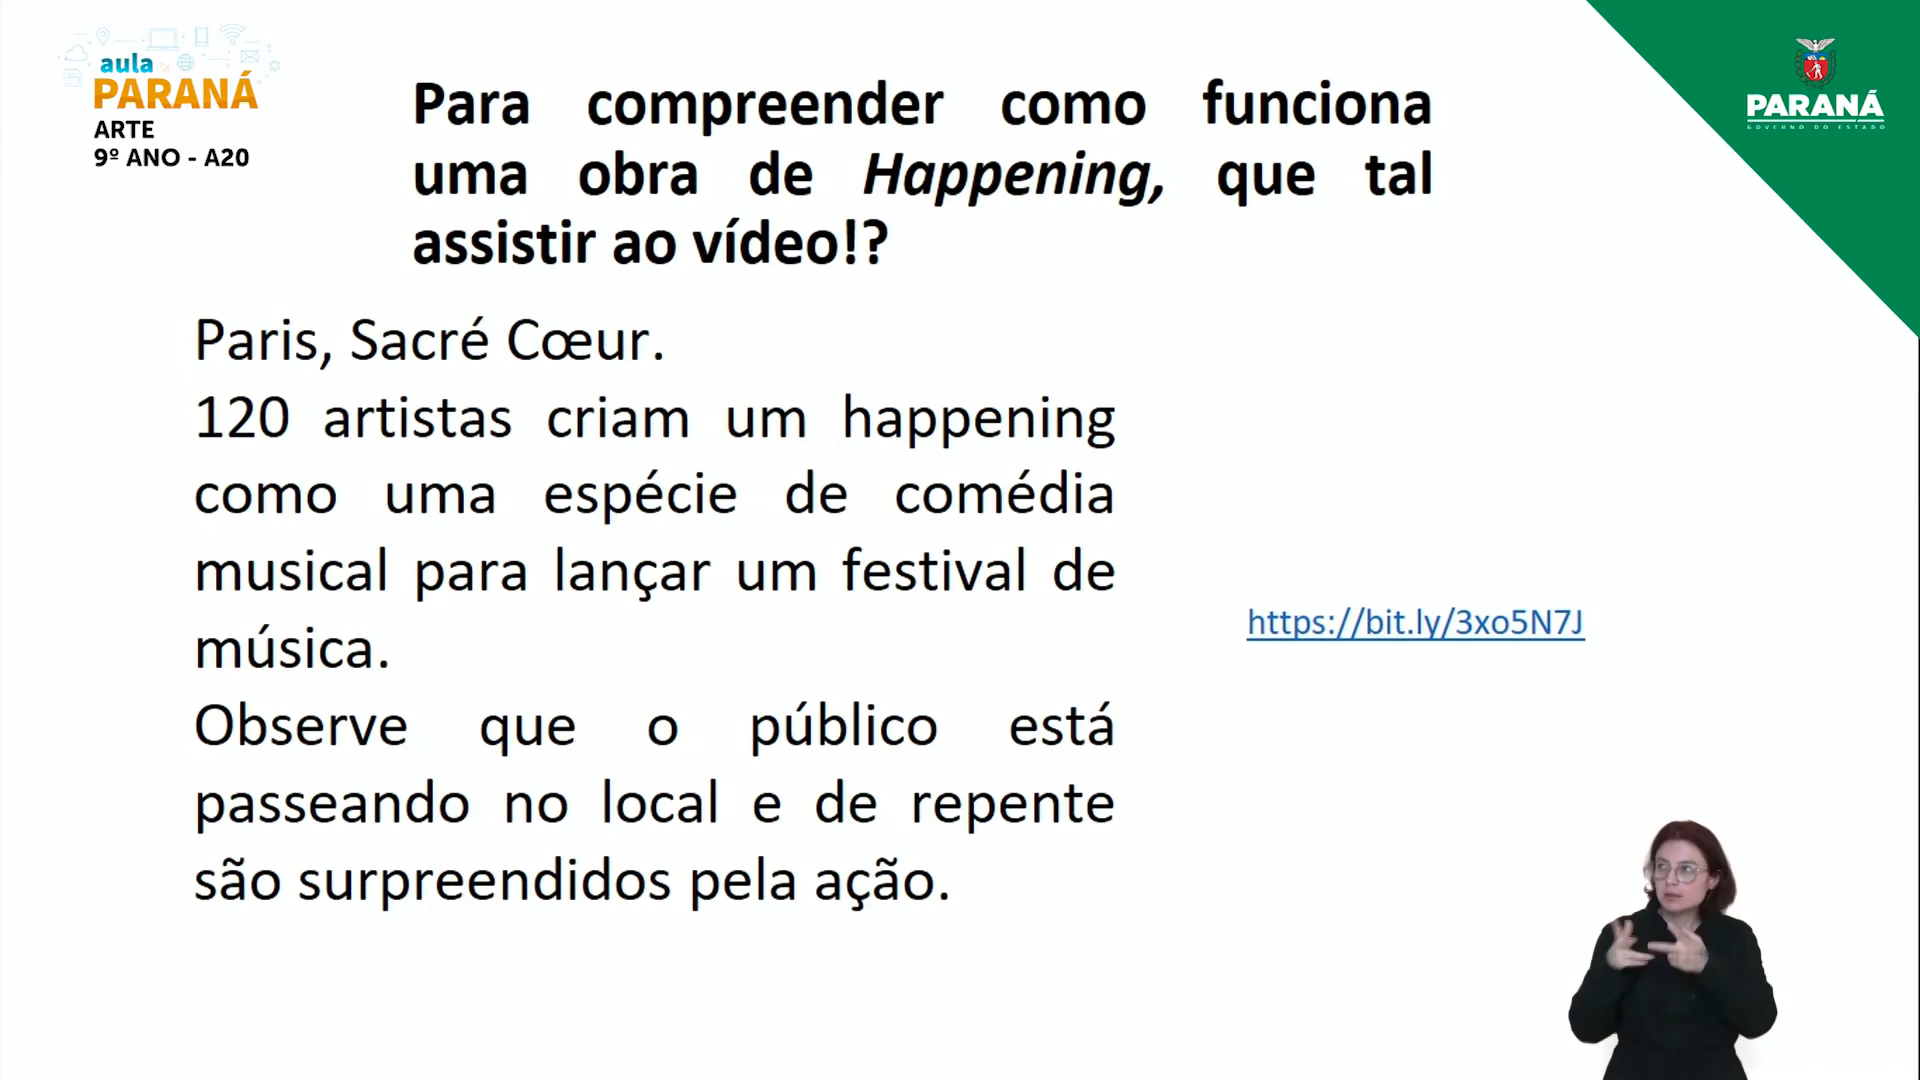 aula
PARANÁ
ARTE
9º ANO - A20
PARANÁ
GOVERNO DO ESTADO
Para compreender como funciona
uma obra de Happening, que tal
assistir ao vídeo!?
Paris, Sacré Cœur.
120 artistas criam um happening
como uma espécie de comédia
musical para lançar um festival de
música.
Observe que o público está
passeando no local e de repente
são surpreendidos pela ação.
https://bit.ly/3xo5N7J